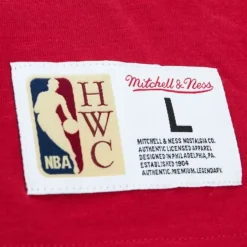 NBA
H
W
C
Mitchell & Ness
L
MITCHELL & NESS NOSTALGIA CO.
AUTHENTIC LICENSED APPAREL
DESIGNED IN PHILADELPHIA, PA.
ESTABLISHED 1904
AUTHENTIC. PREMIUM. LEGENDARY.